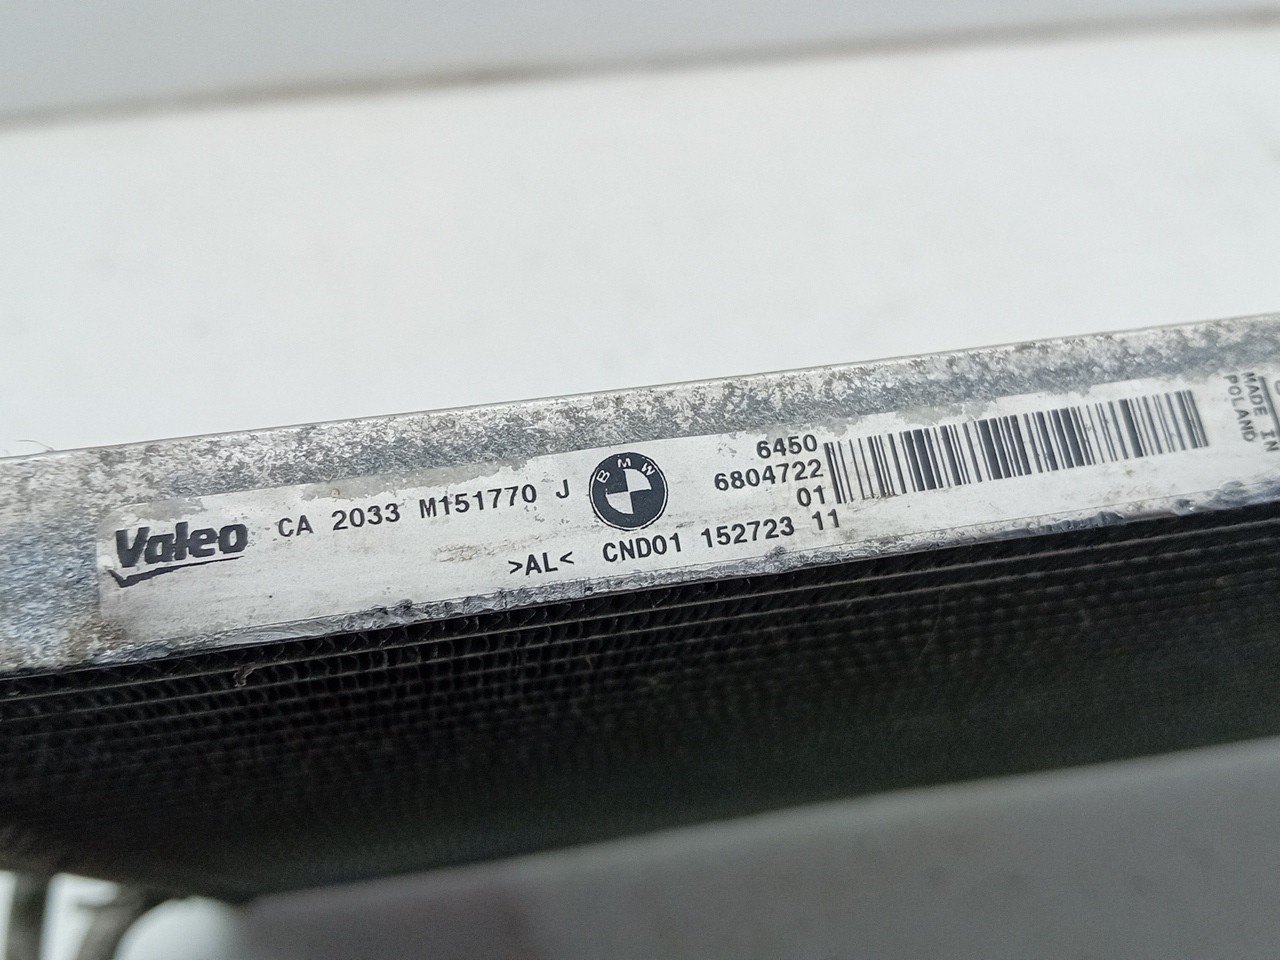 Valeo CA 2033 M151770 J
>AL< CND01 152723 11
BMW
6450
6804722
01
MADE IN
POLAND